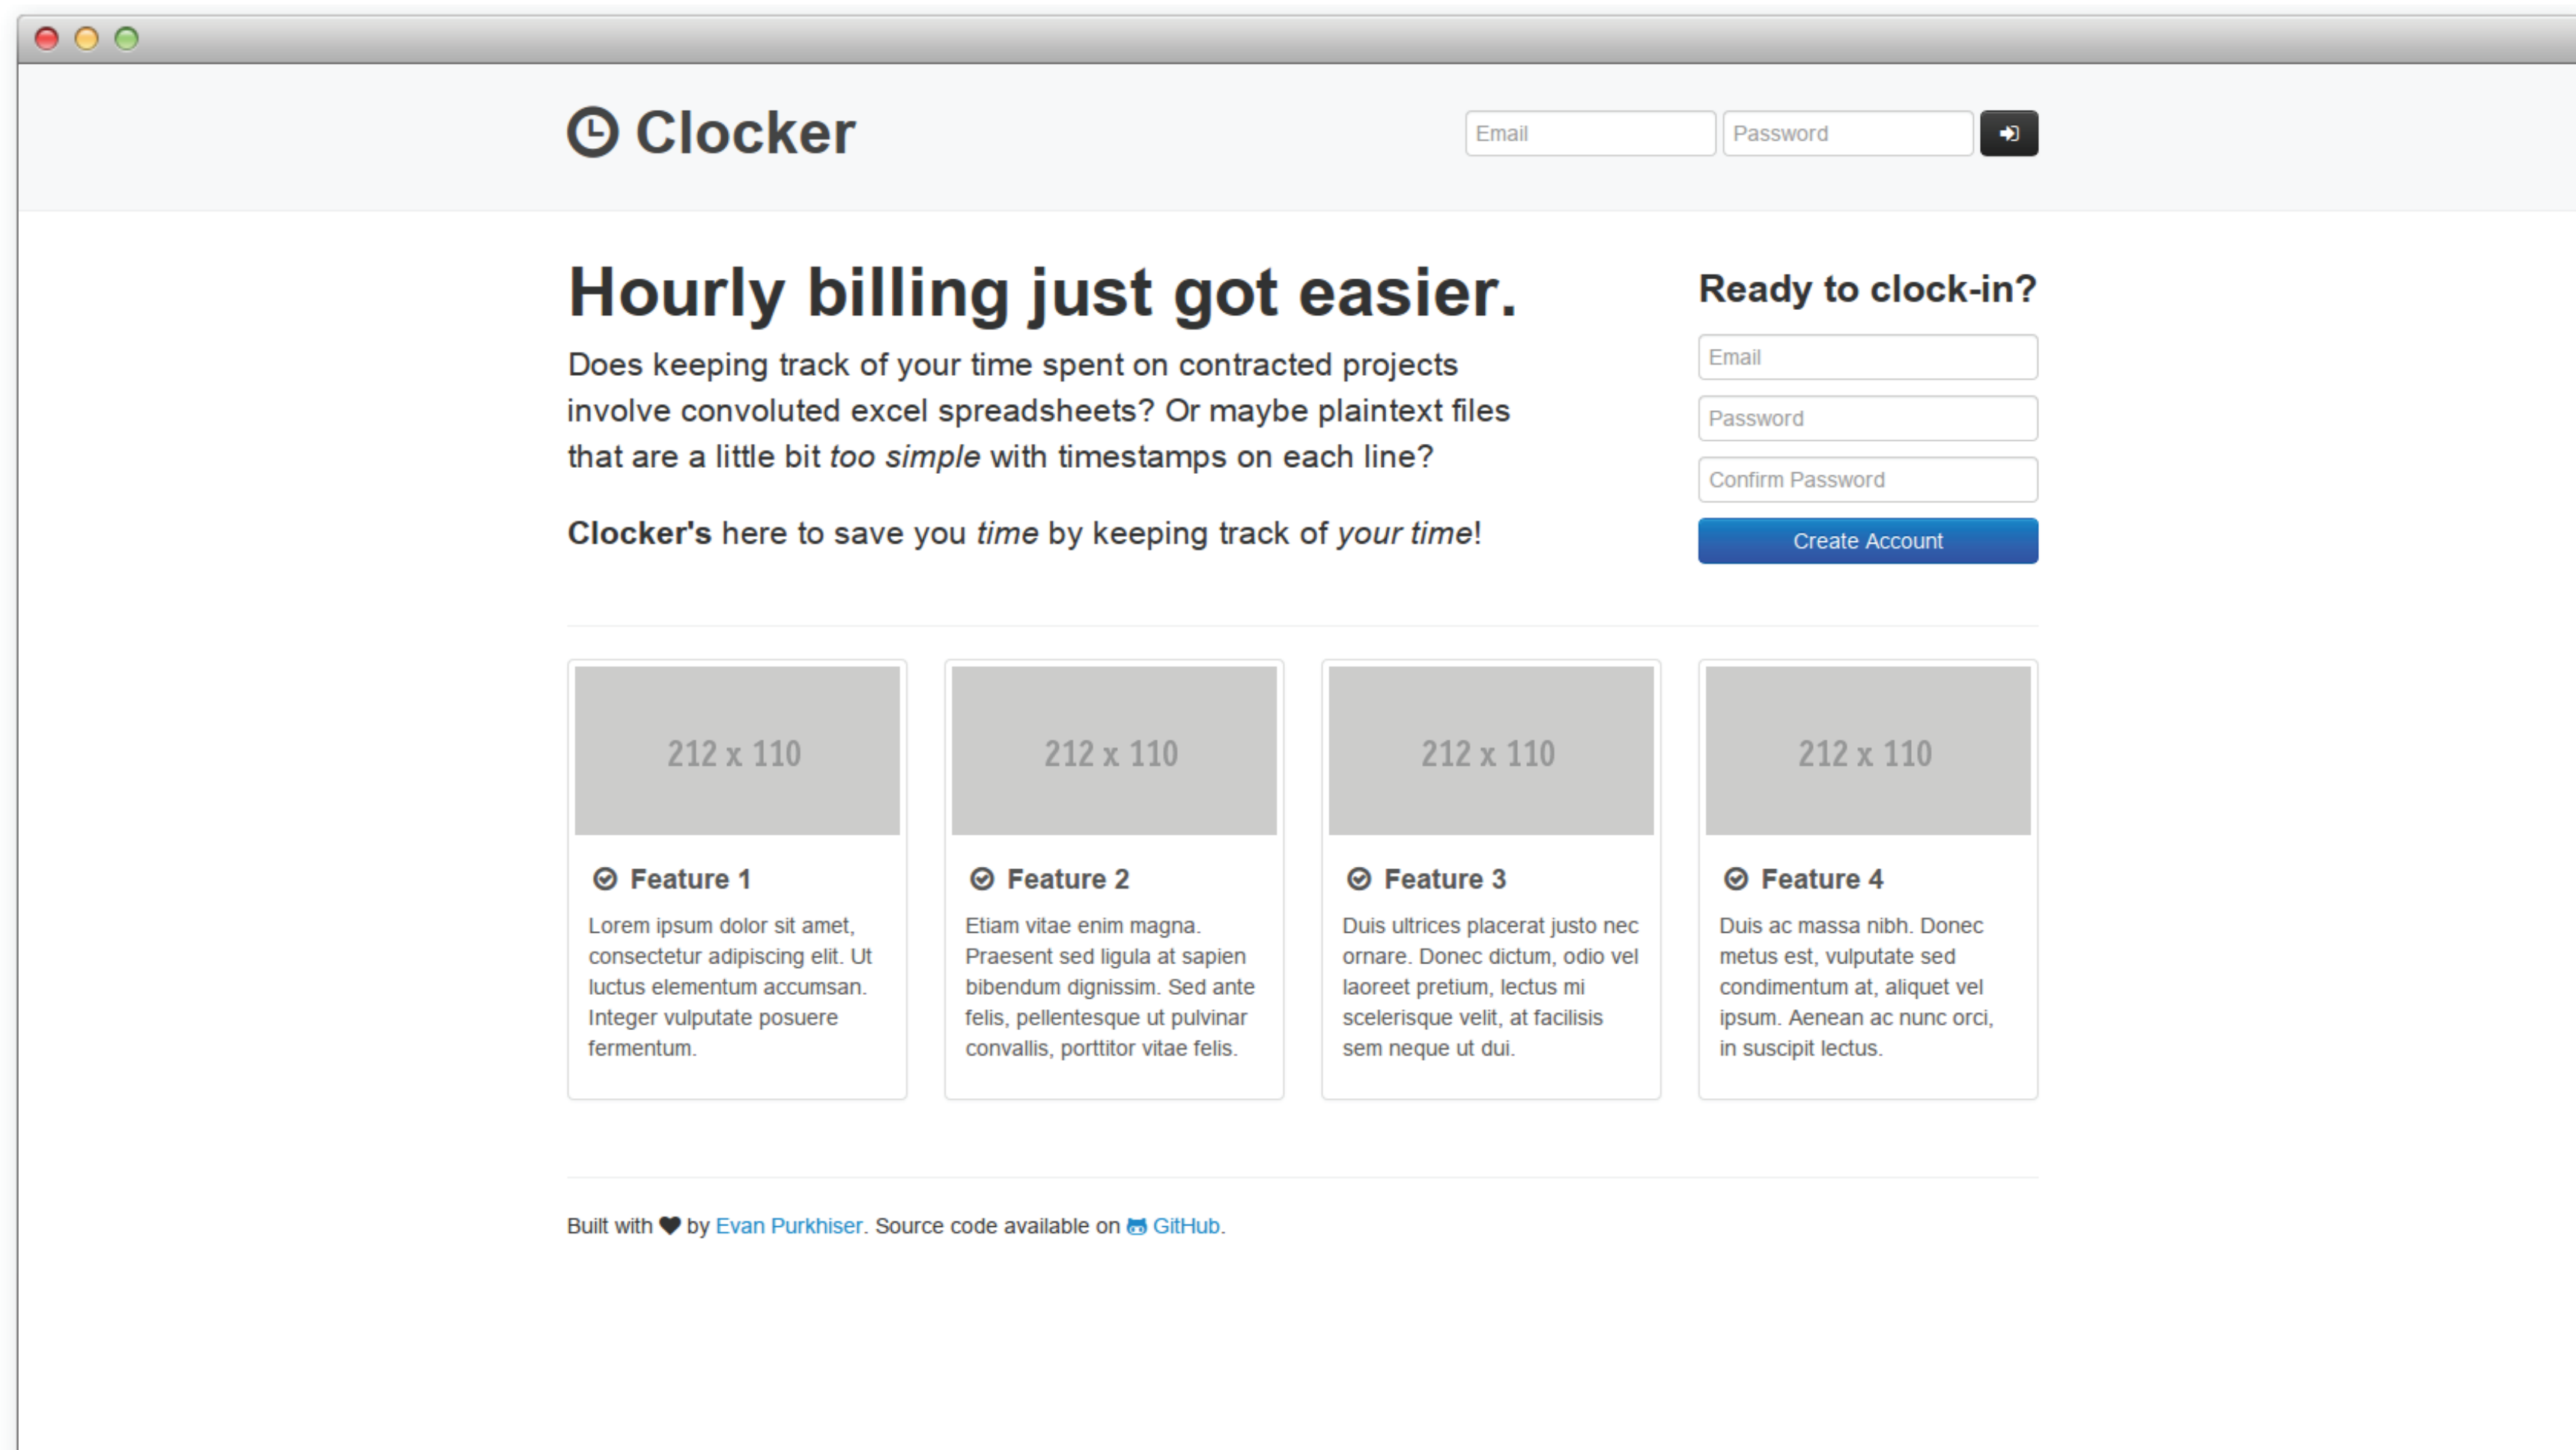 Clocker
Email
Password
Hourly billing just got easier.
Does keeping track of your time spent on contracted projects
involve convoluted excel spreadsheets? Or maybe plaintext files
that are a little bit too simple with timestamps on each line?
Clocker's here to save you time by keeping track of your time!
Ready to clock-in?
Email
Password
Confirm Password
Create Account
212 x 110
Feature 1
Lorem ipsum dolor sit amet,
consectetur adipiscing elit. Ut
luctus elementum accumsan.
Integer vulputate posuere
fermentum.
212 x 110
Feature 2
Etiam vitae enim magna.
Praesent sed ligula at sapien
bibendum dignissim. Sed ante
felis, pellentesque ut pulvinar
convallis, porttitor vitae felis.
212 x 110
Feature 3
Duis ultrices placerat justo nec
ornare. Donec dictum, odio vel
laoreet pretium, lectus mi
scelerisque velit, at facilisis
sem neque ut dui.
212 x 110
Feature 4
Duis ac massa nibh. Donec
metus est, vulputate sed
condimentum at, aliquet vel
ipsum. Aenean ac nunc orci,
in suscipit lectus.
Built with ♥ by Evan Purkhiser. Source code available on GitHub.